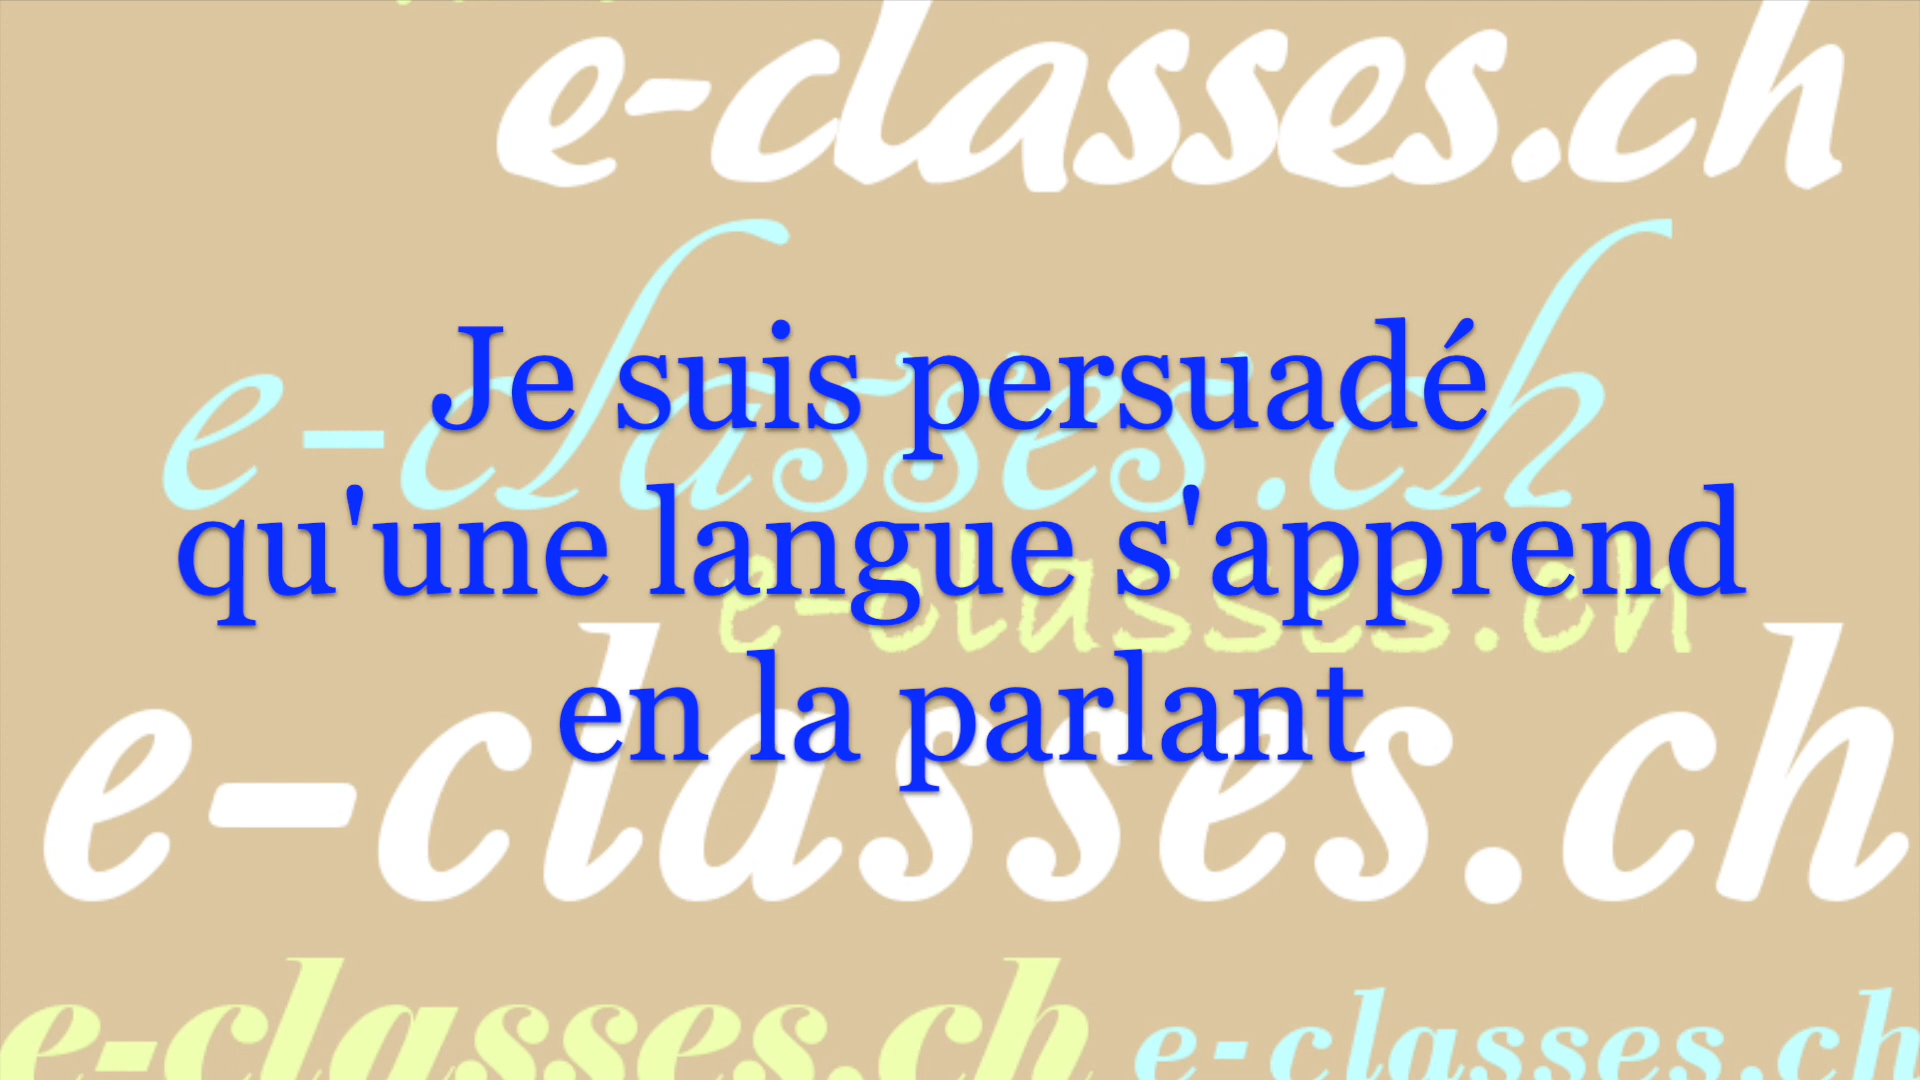 e-classes.ch
e-classes.ch
Je suis persuadé
qu'une langue s'apprend
e-classes.ch
en la parlant
e-classes.ch
e-classes.ch
e-classes.ch